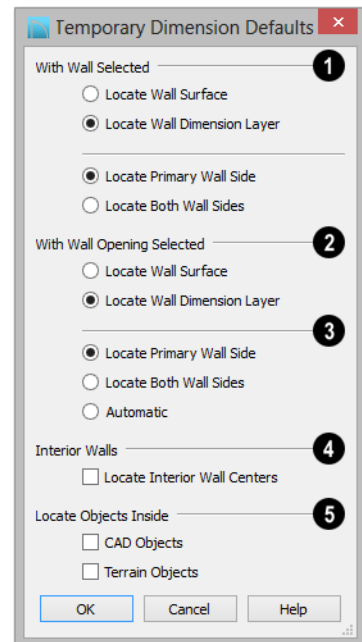 Temporary Dimension Defaults
With Wall Selected 1
Locate Wall Surface
Locate Wall Dimension Layer
Locate Primary Wall Side
Locate Both Wall Sides
With Wall Opening Selected 2
Locate Wall Surface
Locate Wall Dimension Layer
3
Locate Primary Wall Side
Locate Both Wall Sides
Automatic
Interior Walls 4
Locate Interior Wall Centers
Locate Objects Inside 5
CAD Objects
Terrain Objects
OK Cancel Help